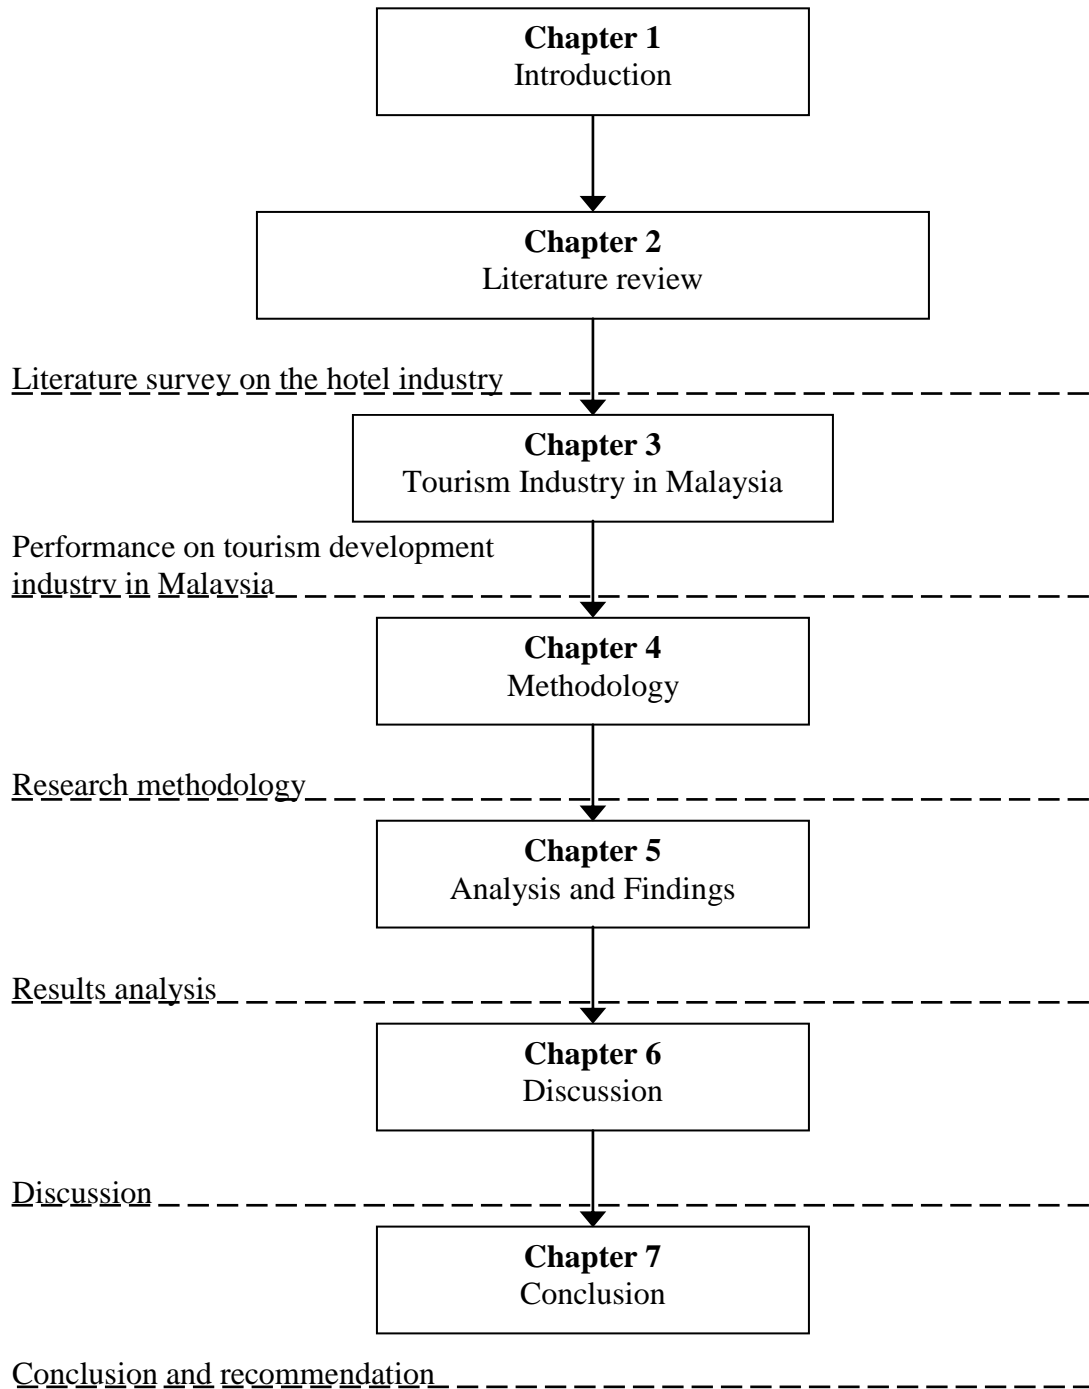 Chapter 1
Introduction
Chapter 2
Literature review
Literature survey on the hotel industry
Chapter 3
Tourism Industry in Malaysia
Performance on tourism development
industry in Malaysia
Chapter 4
Methodology
Research methodology
Chapter 5
Analysis and Findings
Results analysis
Chapter 6
Discussion
Discussion
Chapter 7
Conclusion
Conclusion and recommendation